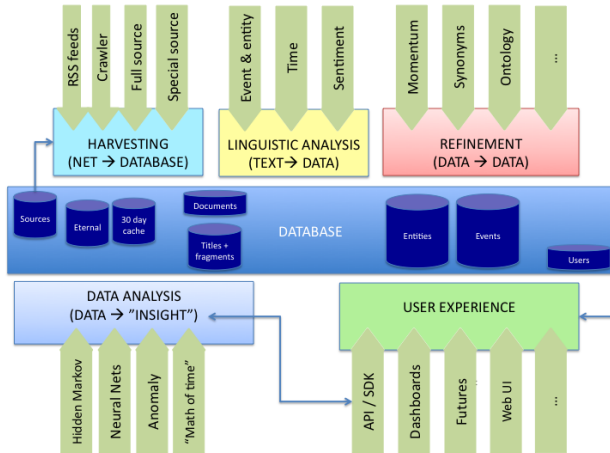 RSS feeds
Crawler
Full source
Special source
Event & entity
Time
Sentiment
Momentum
Synonyms
Ontology
...
HARVESTING
(NET → DATABASE)
LINGUISTIC ANALYSIS
(TEXT→ DATA)
REFINEMENT
(DATA → DATA)
Sources
Eternal
30 day
cache
Documents
Titles +
fragments
DATABASE
Entities
Events
Users
DATA ANALYSIS
(DATA → ”INSIGHT”)
USER EXPERIENCE
Hidden Markov
Neural Nets
Anomaly
“Math of time”
API / SDK
Dashboards
Futures
Web UI
...